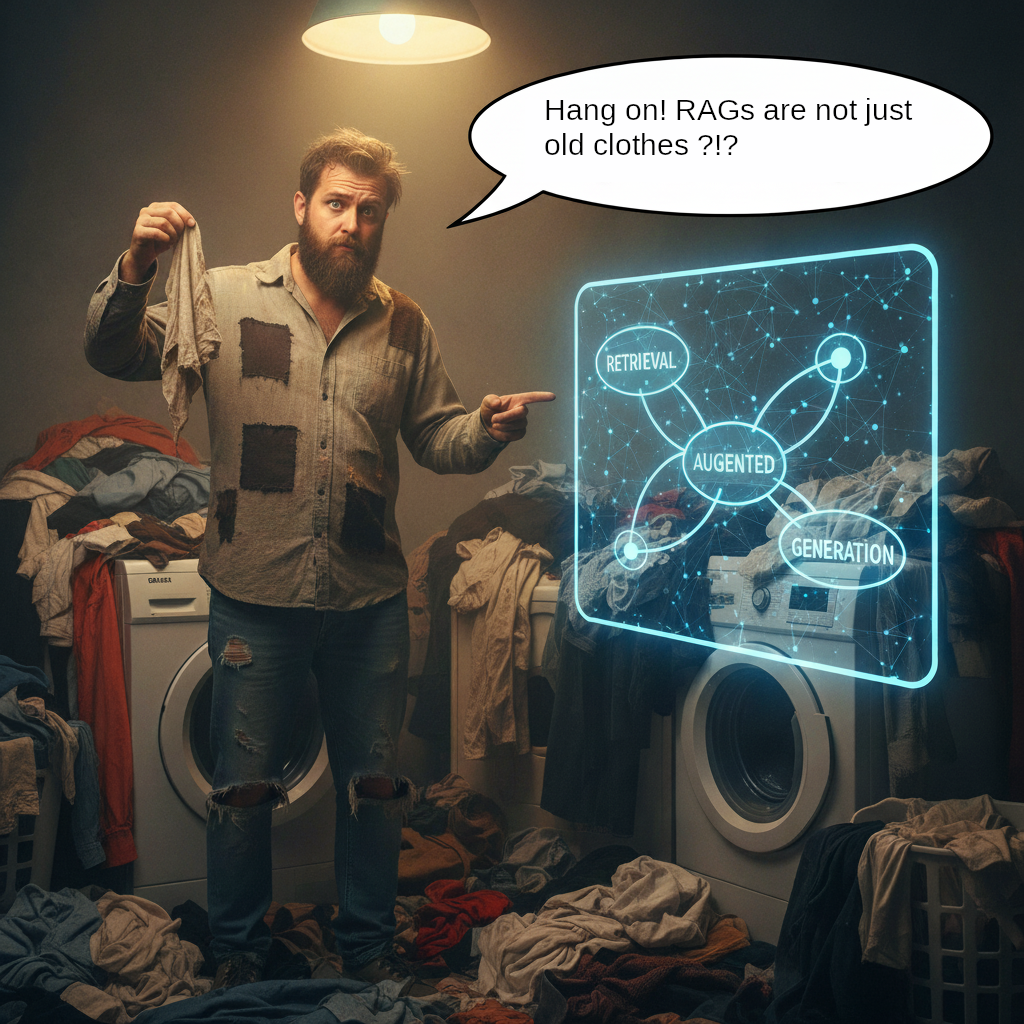 Hang on! RAGs are not just
old clothes ?!?
RETRIEVAL
AUGENTED
GENERATION